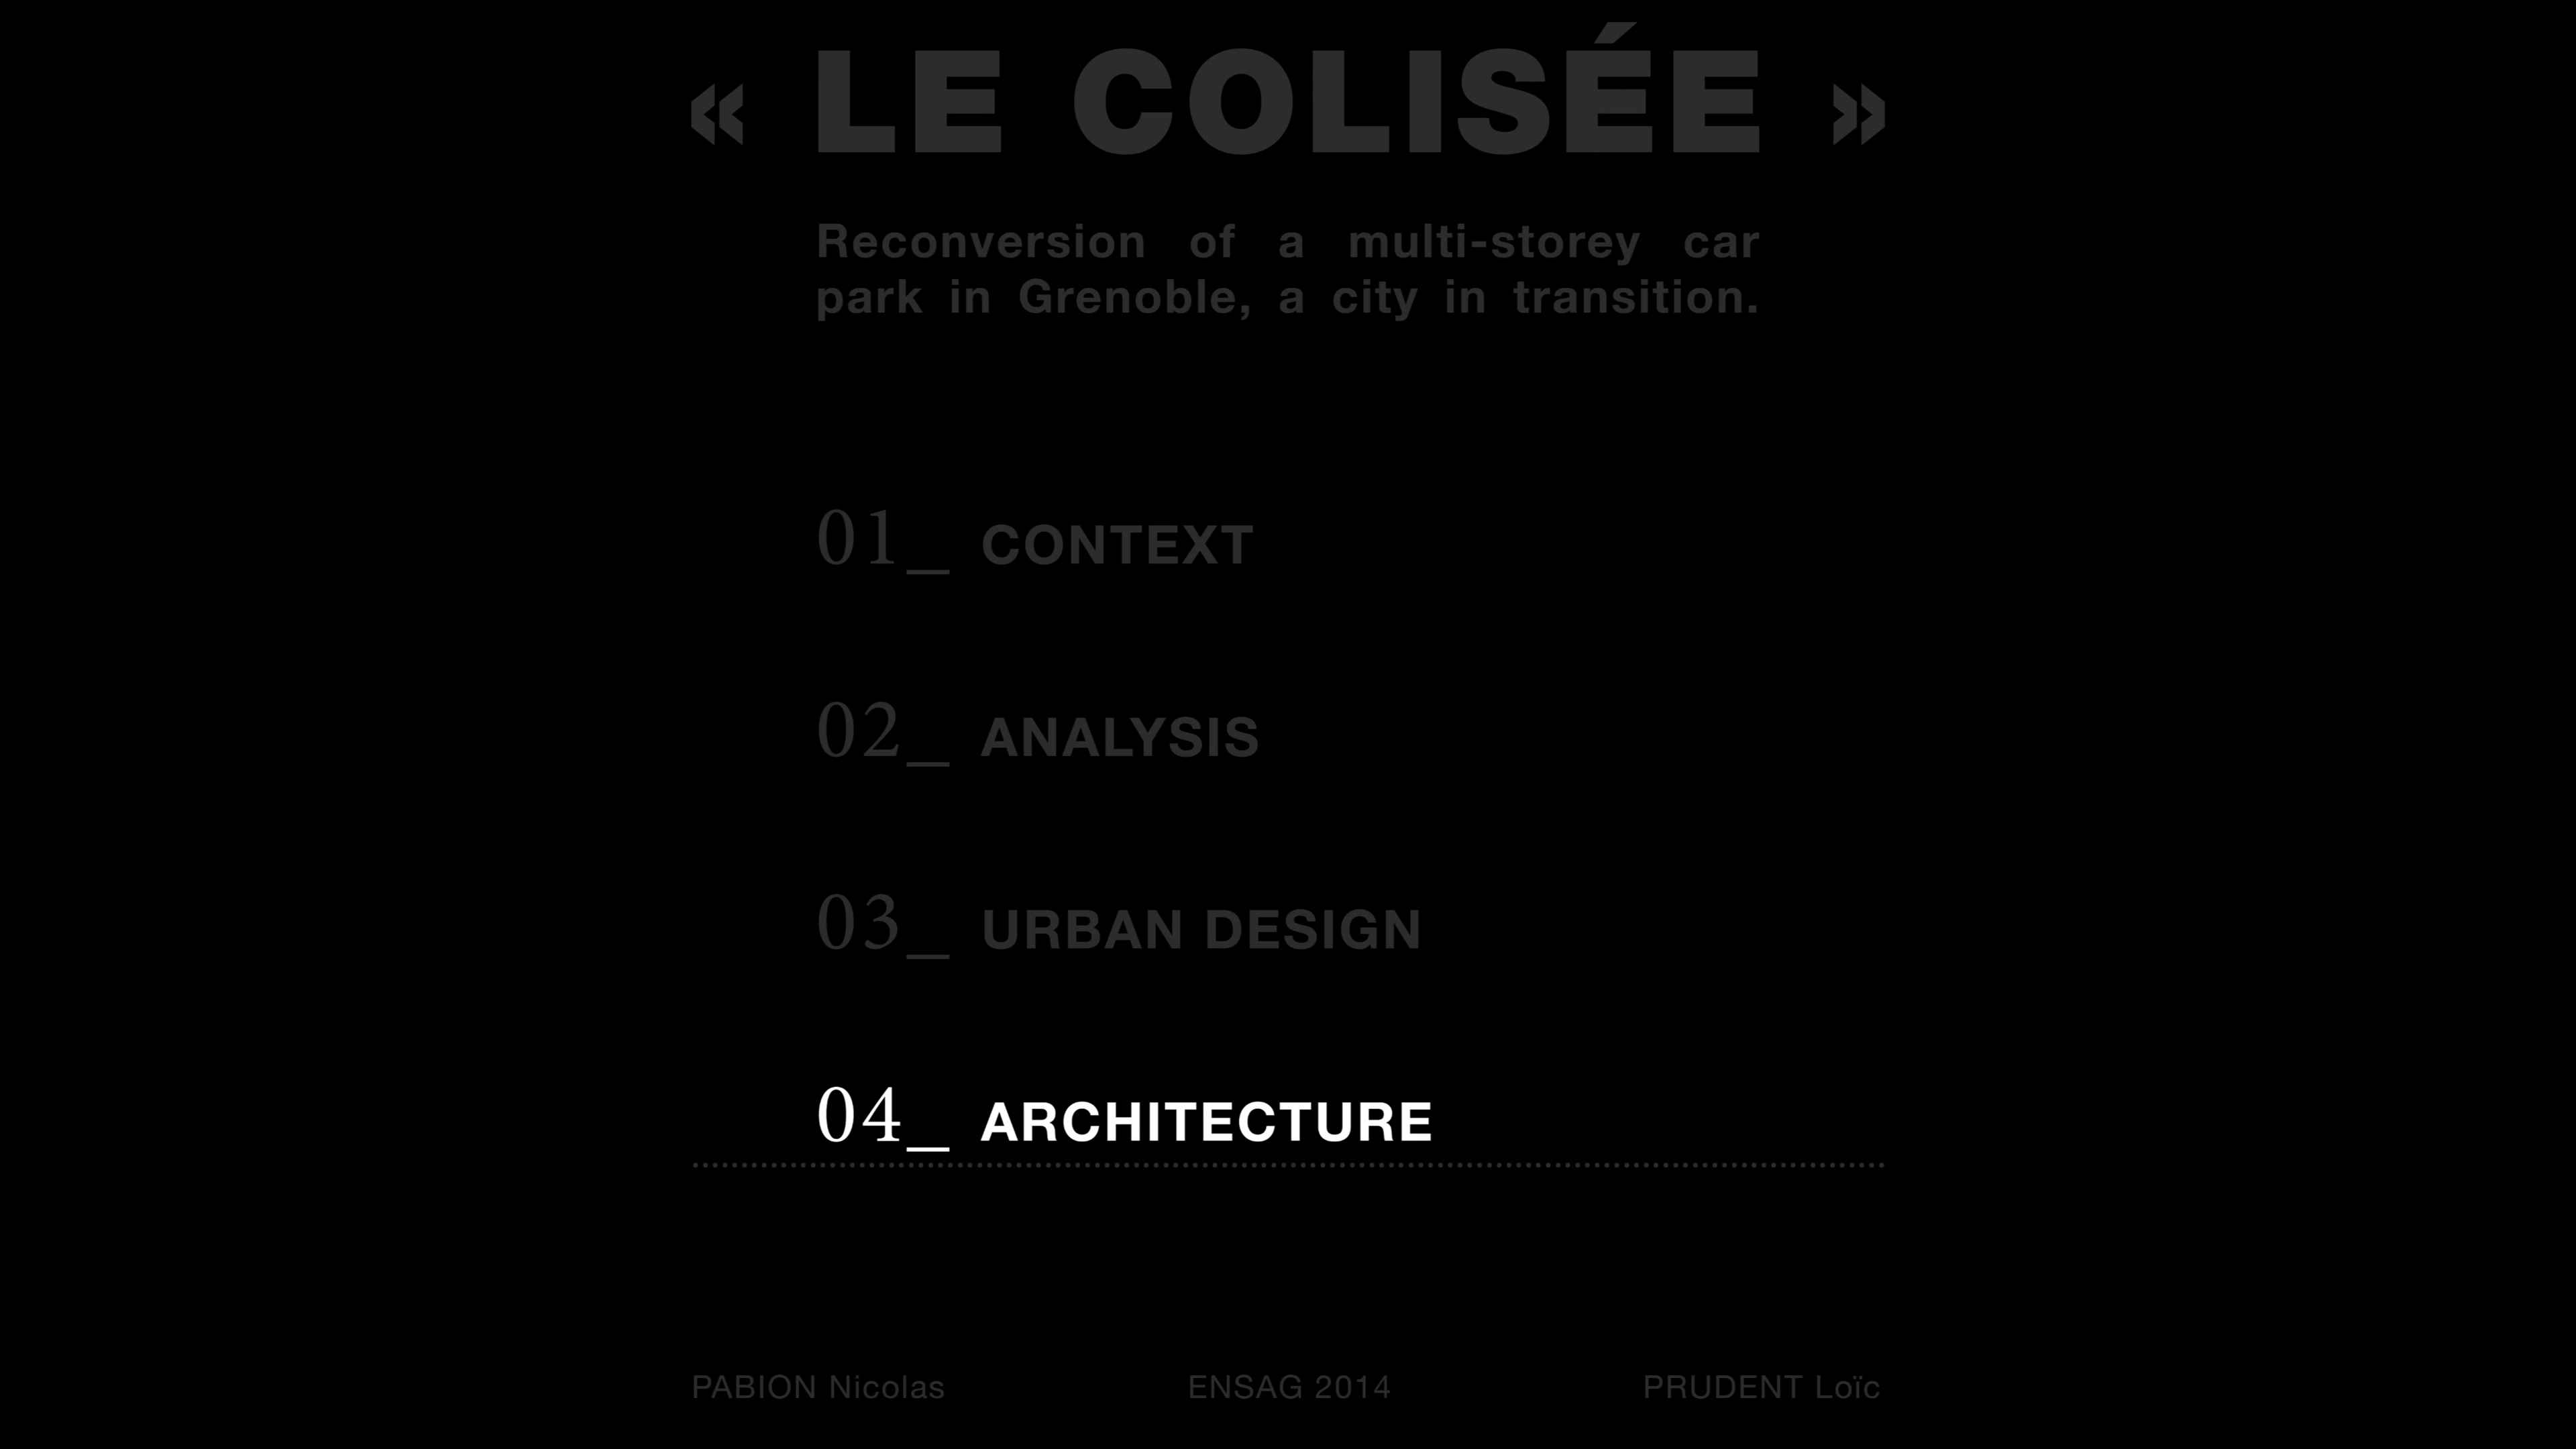 « LE COLISÉE »
Reconversion of a multi-storey car
park in Grenoble, a city in transition.
01_ CONTEXT
02_ ANALYSIS
03_ URBAN DESIGN
04_ ARCHITECTURE
PABION Nicolas ENSAG 2014 PRUDENT Loïc